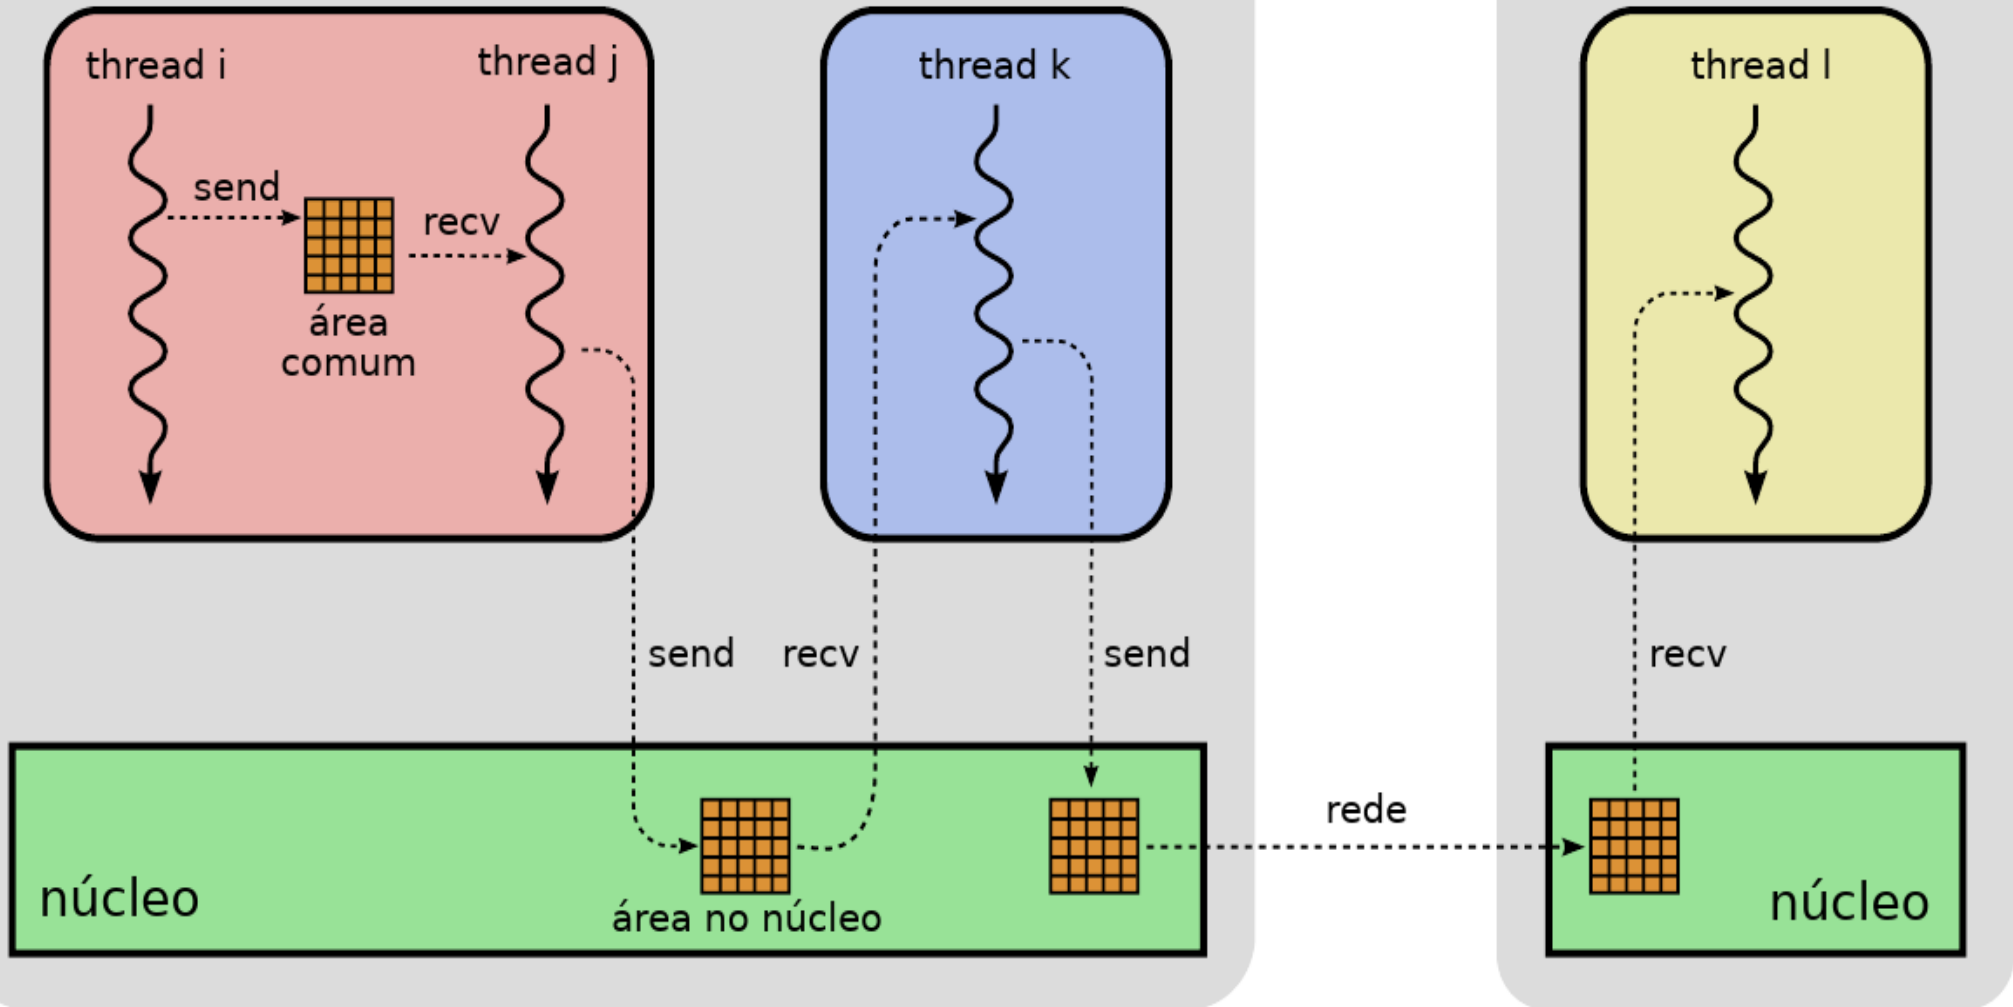 thread i
thread j
thread k
thread l
send
recv
área
comum
send
recv
send
recv
rede
núcleo
área no núcleo
núcleo